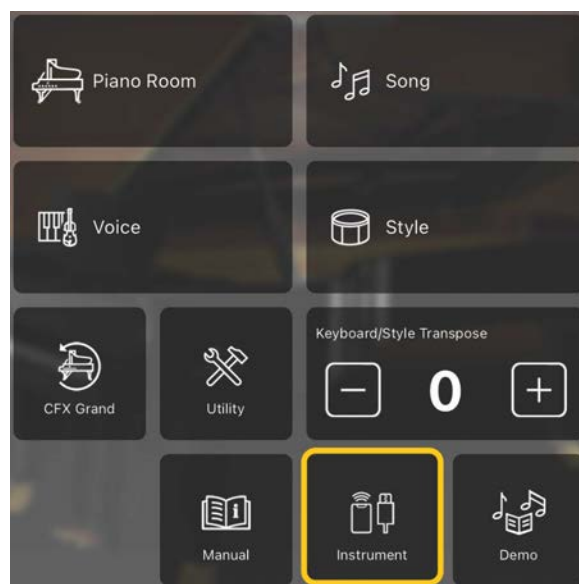 Piano Room
Song
Voice
Style
Keyboard/Style Transpose
0
CFX Grand
Utility
Manual
Instrument
Demo